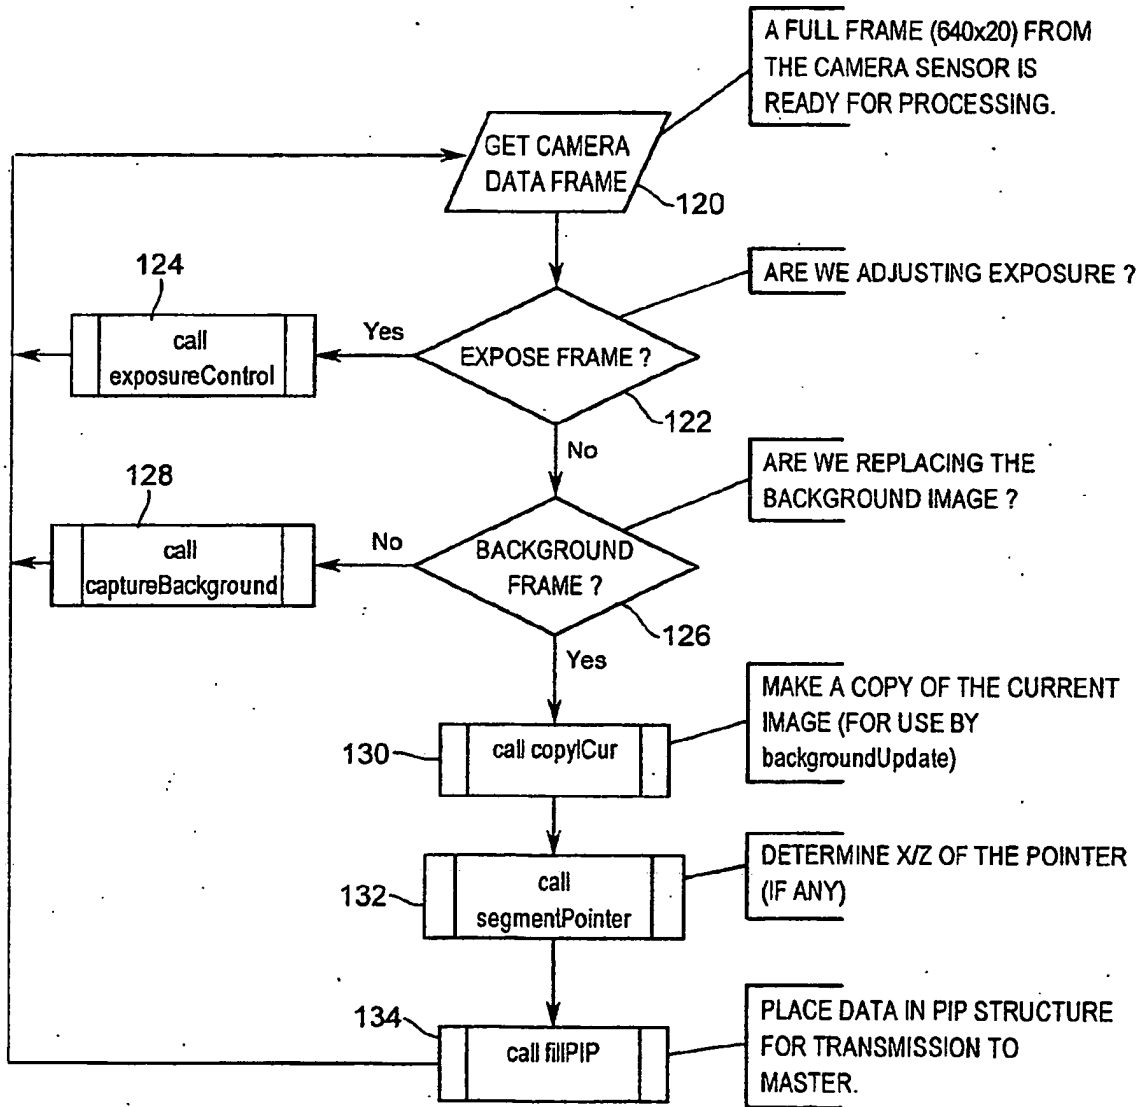 A FULL FRAME (640x20) FROM
THE CAMERA SENSOR IS
READY FOR PROCESSING.
GET CAMERA
DATA FRAME
120
ARE WE ADJUSTING EXPOSURE ?
124
call
exposureControl
Yes
EXPOSE FRAME ?
122
No
ARE WE REPLACING THE
BACKGROUND IMAGE ?
128
call
captureBackground
No
BACKGROUND
FRAME ?
126
Yes
MAKE A COPY OF THE CURRENT
IMAGE (FOR USE BY
backgroundUpdate)
130
call copyICur
DETERMINE X/Z OF THE POINTER
(IF ANY)
132
call
segmentPointer
PLACE DATA IN PIP STRUCTURE
FOR TRANSMISSION TO
MASTER.
134
call fillPIP